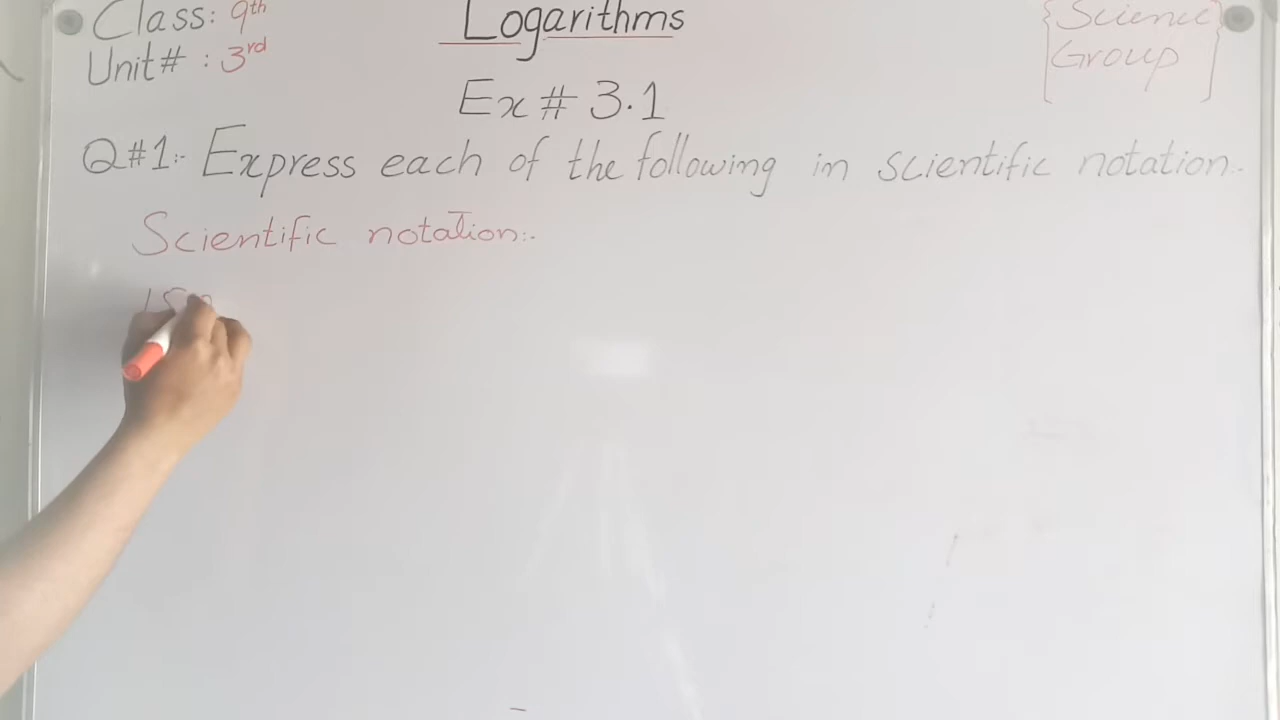 Class: 9th
Unit# : 3rd
Logarithms
{Science
Group}
Ex # 3.1
Q#1:- Express each of the following in scientific notation:-
Scientific notation:-